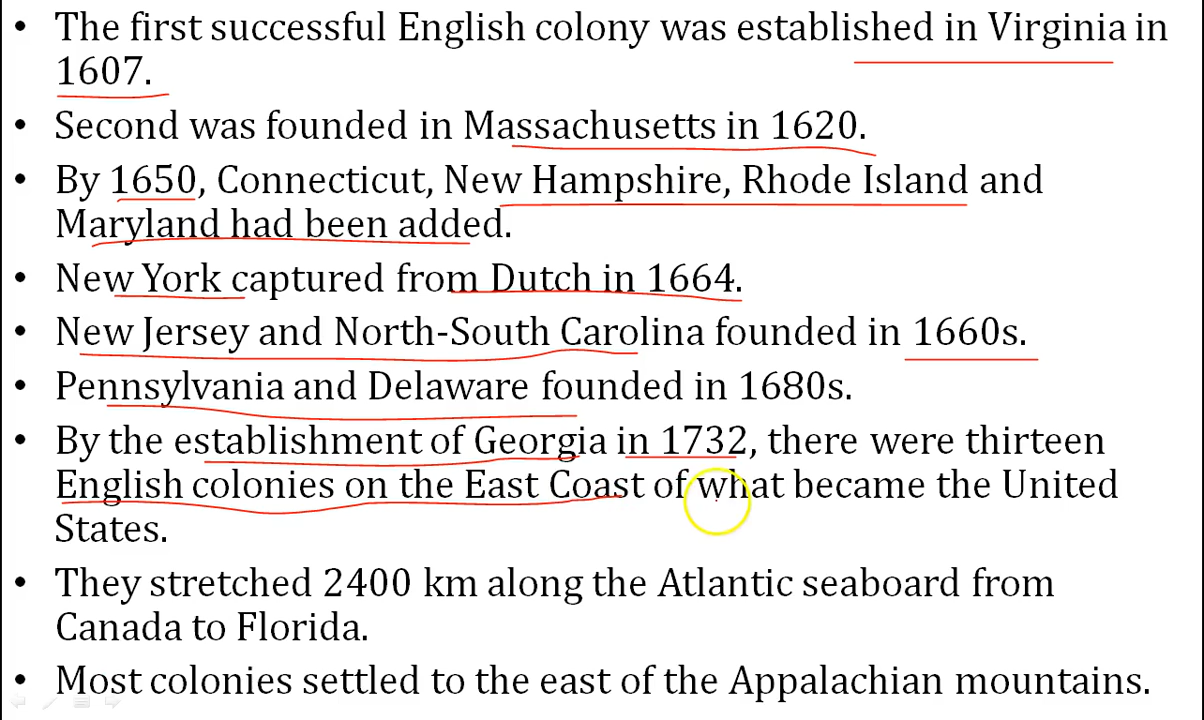 • The first successful English colony was established in Virginia in
1607.
• Second was founded in Massachusetts in 1620.
• By 1650, Connecticut, New Hampshire, Rhode Island and
Maryland had been added.
• New York captured from Dutch in 1664.
• New Jersey and North-South Carolina founded in 1660s.
• Pennsylvania and Delaware founded in 1680s.
• By the establishment of Georgia in 1732, there were thirteen
English colonies on the East Coast of what became the United
States.
• They stretched 2400 km along the Atlantic seaboard from
Canada to Florida.
• Most colonies settled to the east of the Appalachian mountains.